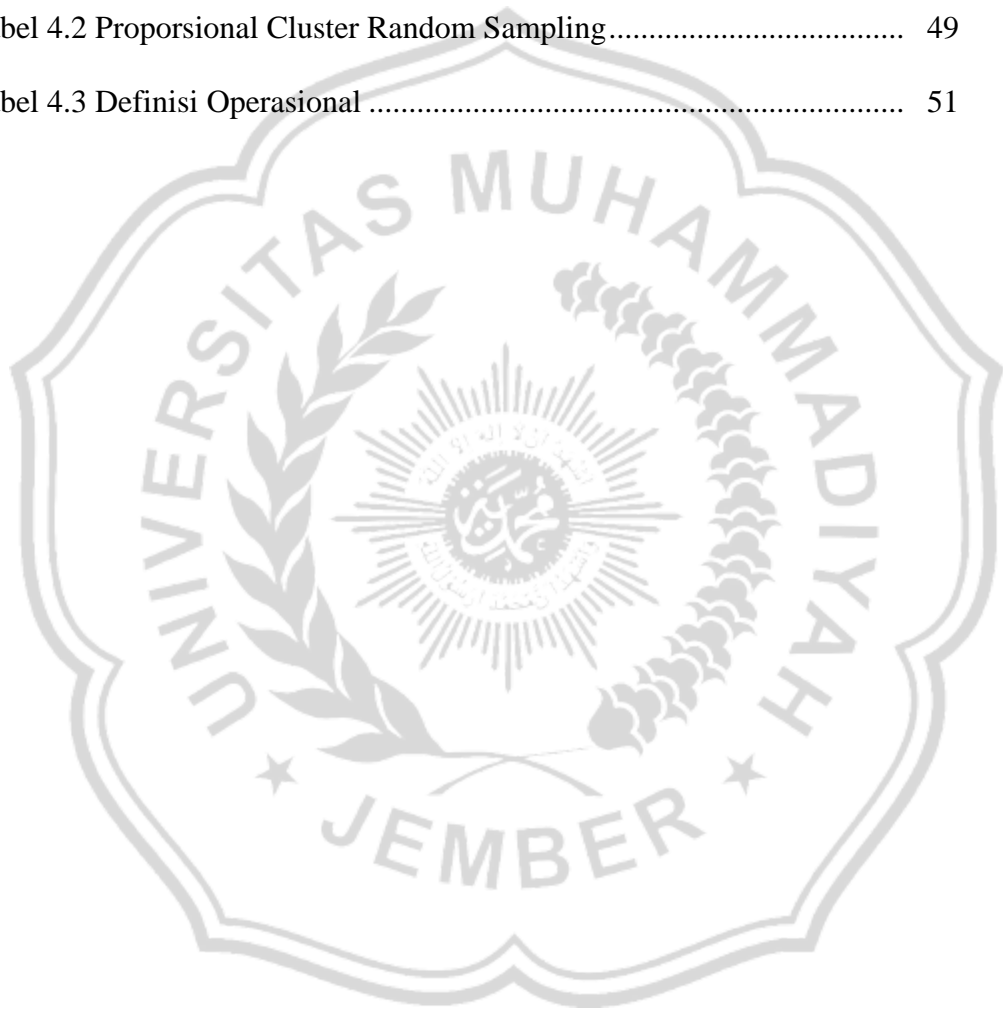 bel 4.2 Proporsional Cluster Random Sampling..................................... 49
bel 4.3 Definisi Operasional ................................................................... 51
UNIVERSITAS MUHAMMADIYAH
JEMBER